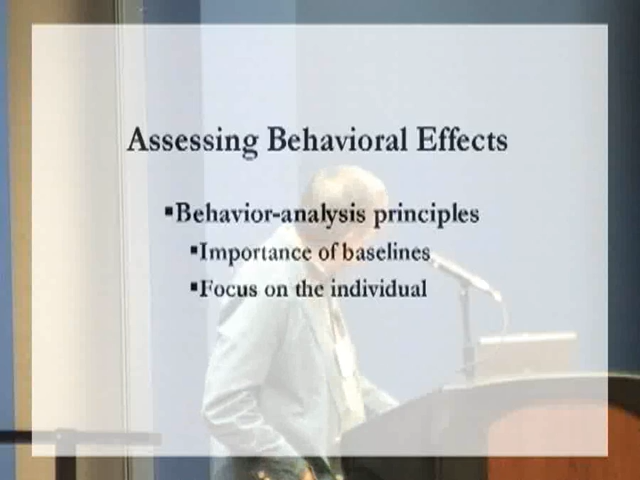 Assessing Behavioral Effects
▪Behavior-analysis principles
▪Importance of baselines
▪Focus on the individual